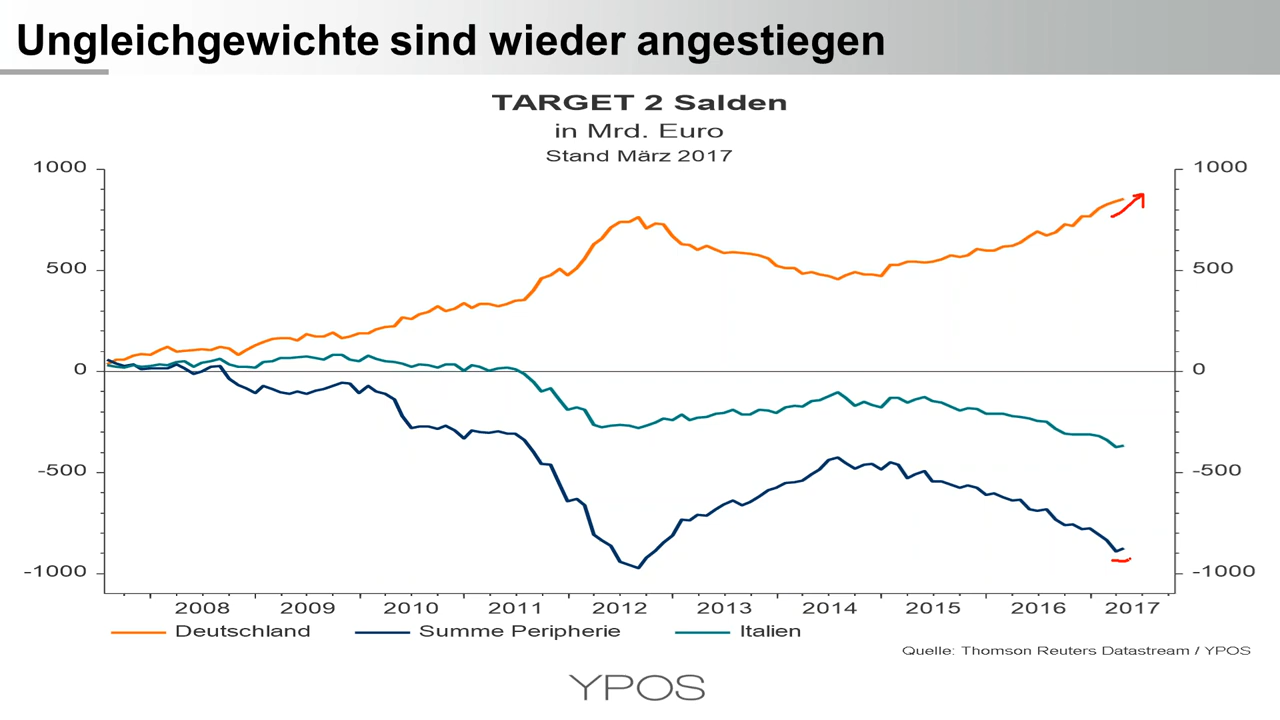 Ungleichgewichte sind wieder angestiegen
TARGET 2 Salden
in Mrd. Euro
Stand März 2017
1000 1000
500 500
0 0
-500 -500
-1000 -1000
2008 2009 2010 2011 2012 2013 2014 2015 2016 2017
Deutschland Summe Peripherie Italien
Quelle: Thomson Reuters Datastream / YPOS
YPOS